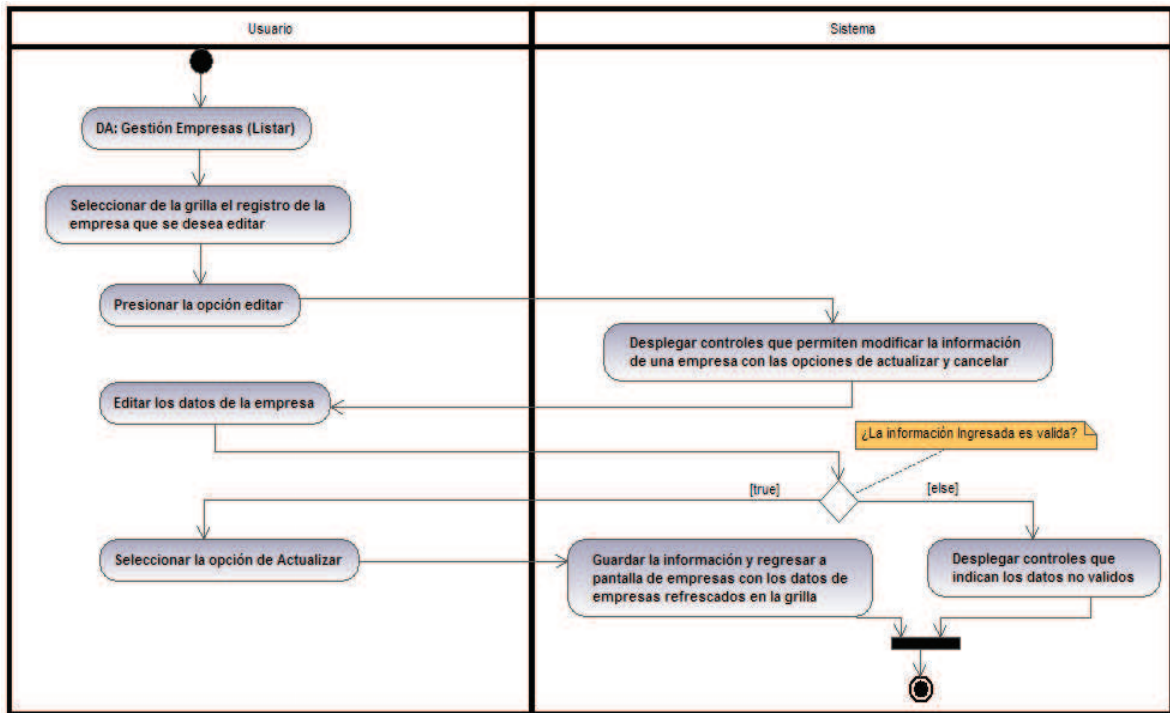 Usuario
Sistema
DA: Gestión Empresas (Listar)
Seleccionar de la grilla el registro de la
empresa que se desea editar
Presionar la opción editar
Desplegar controles que permiten modificar la información
de una empresa con las opciones de actualizar y cancelar
Editar los datos de la empresa
¿La información Ingresada es valida?
[true]
[else]
Seleccionar la opción de Actualizar
Guardar la información y regresar a
pantalla de empresas con los datos de
empresas refrescados en la grilla
Desplegar controles que
indican los datos no validos